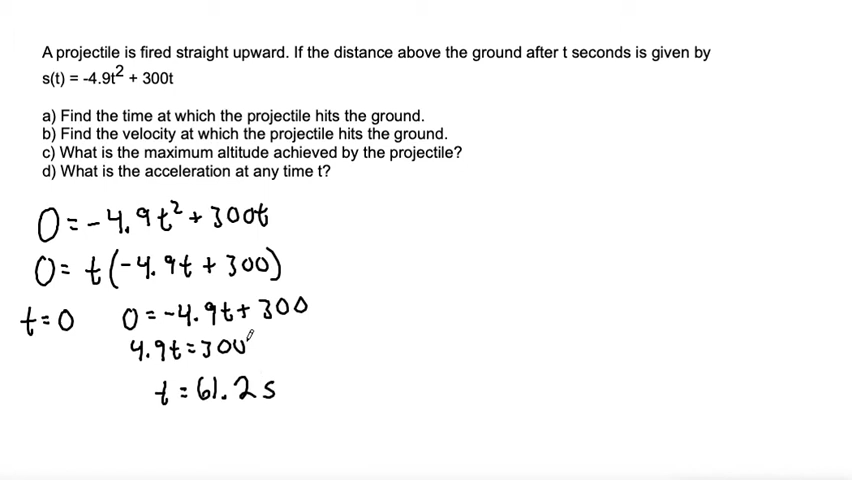 A projectile is fired straight upward. If the distance above the ground after t seconds is given by
s(t) = -4.9t² + 300t
a) Find the time at which the projectile hits the ground.
b) Find the velocity at which the projectile hits the ground.
c) What is the maximum altitude achieved by the projectile?
d) What is the acceleration at any time t?
0 = -4.9t² + 300t
0 = t(-4.9t + 300)
t = 0 0 = -4.9t + 300
4.9t = 300
t = 61.2 s